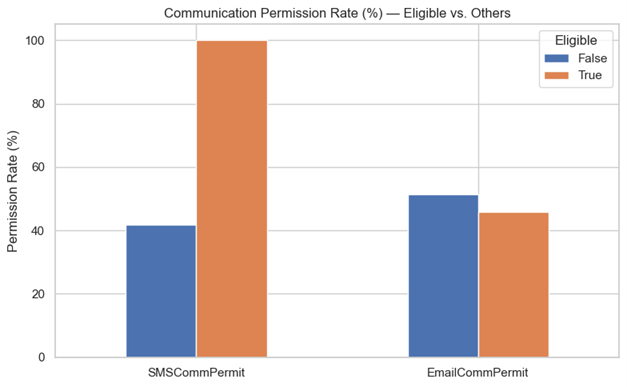 Communication Permission Rate (%) — Eligible vs. Others
Eligible
False
True
Permission Rate (%)
100
80
60
40
20
0
SMSCommPermit
EmailCommPermit